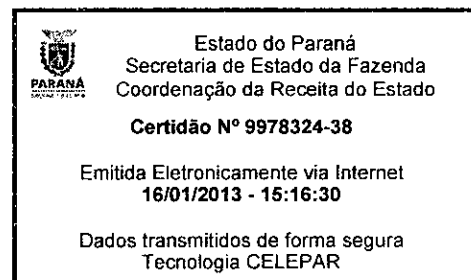 Estado do Paraná
Secretaria de Estado da Fazenda
PARANÁ
Coordenação da Receita do Estado
Certidão Nº 9978324-38
Emitida Eletronicamente via Internet
16/01/2013 - 15:16:30
Dados transmitidos de forma segura
Tecnologia CELEPAR